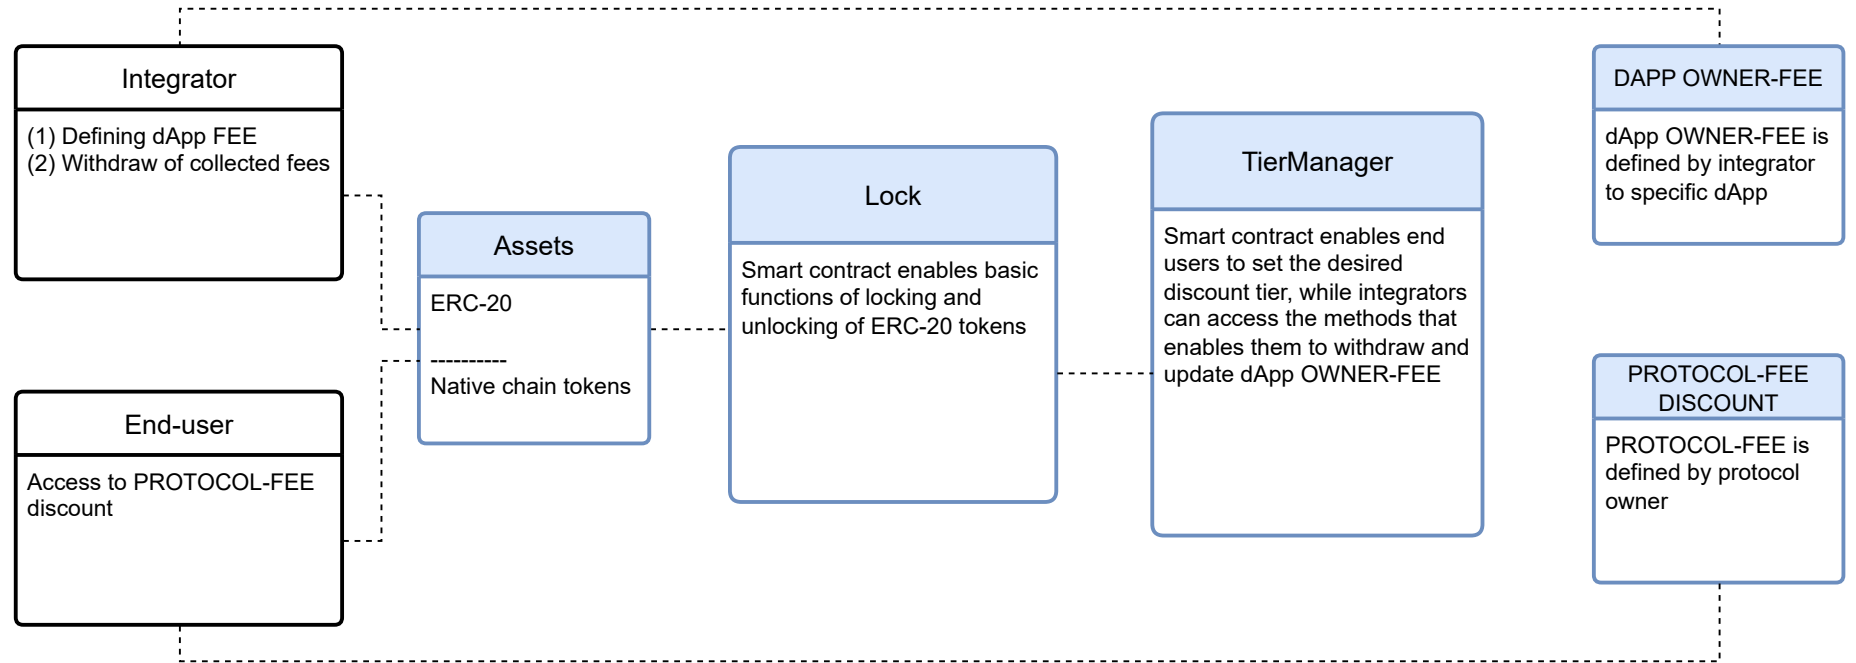 Integrator
(1) Defining dApp FEE
(2) Withdraw of collected fees
End-user
Access to PROTOCOL-FEE
discount
Assets
ERC-20
----------
Native chain tokens
Lock
Smart contract enables basic
functions of locking and
unlocking of ERC-20 tokens
TierManager
Smart contract enables end
users to set the desired
discount tier, while integrators
can access the methods that
enables them to withdraw and
update dApp OWNER-FEE
DAPP OWNER-FEE
dApp OWNER-FEE is
defined by integrator
to specific dApp
PROTOCOL-FEE
DISCOUNT
PROTOCOL-FEE is
defined by protocol
owner